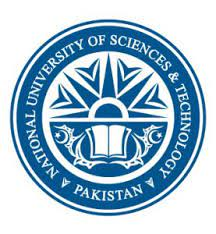 NATIONAL UNIVERSITY OF SCIENCES & TECHNOLOGY
PAKISTAN